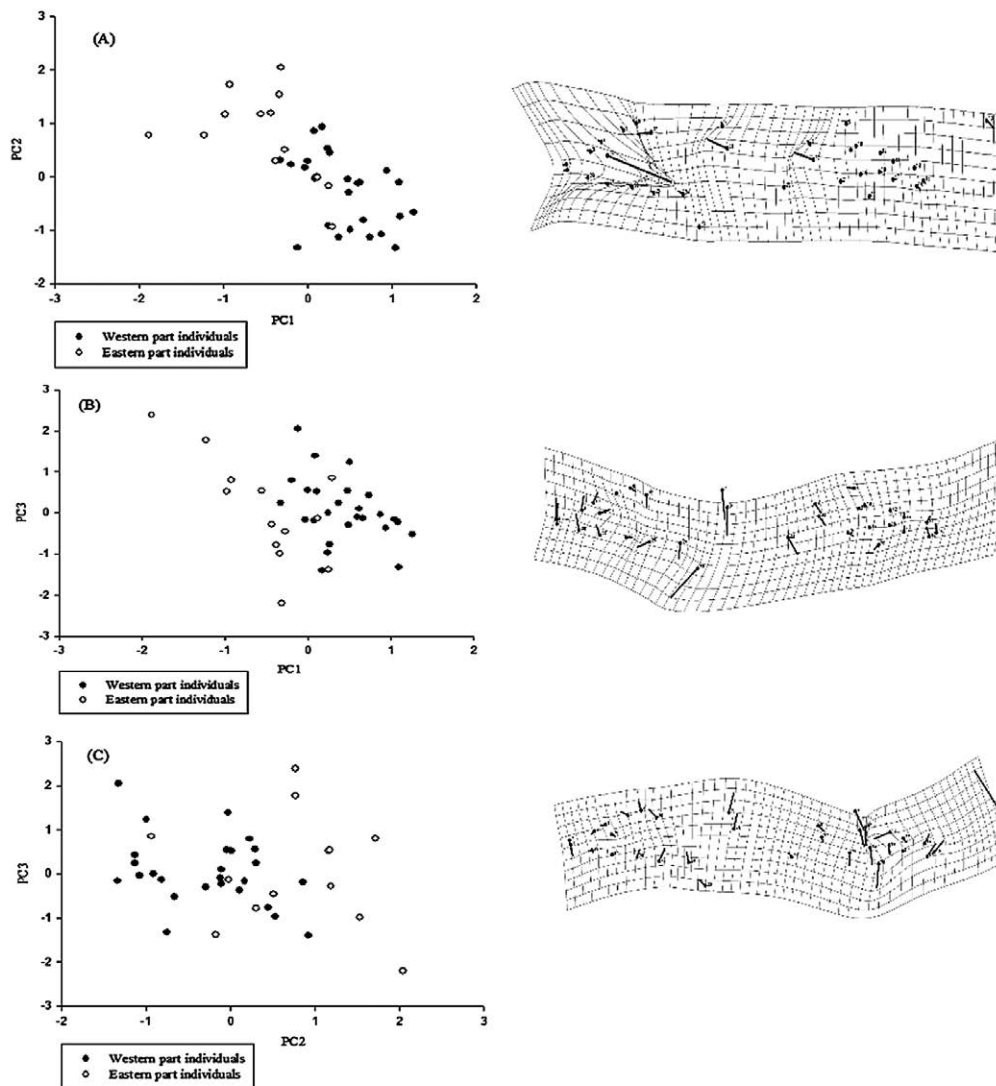 3
(A)
2
1
PC2
0
-1
-2
-3 -2 -1 0 1 2
PC1
Western part individuals
Eastern part individuals
3
(B)
2
1
PC3
0
-1
-2
-3
-3 -2 -1 0 1 2
PC1
Western part individuals
Eastern part individuals
3
(C)
2
1
PC3
0
-1
-2
-3
-2 -1 0 1 2 3
PC2
Western part individuals
Eastern part individuals